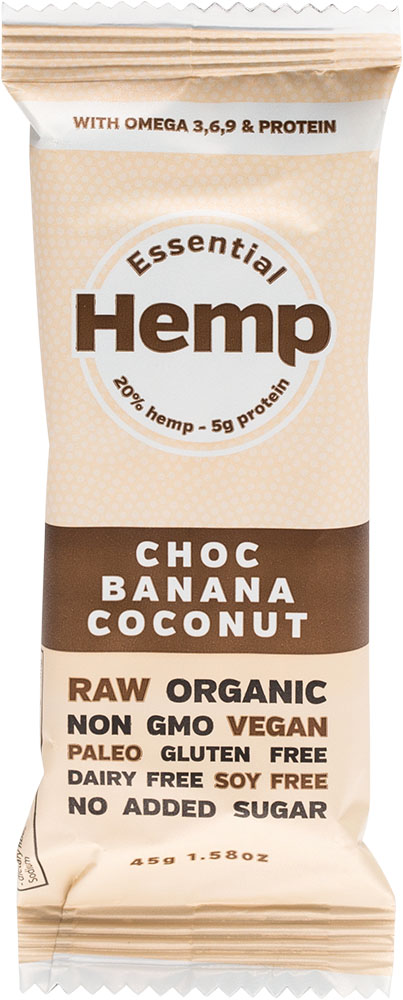 WITH OMEGA 3,6,9 & PROTEIN
Essential
Hemp
20% hemp - 5g protein
CHOC
BANANA
COCONUT
RAW ORGANIC
NON GMO VEGAN
PALEO GLUTEN FREE
DAIRY FREE SOY FREE
NO ADDED SUGAR
45g 1.58OZ
Sodium